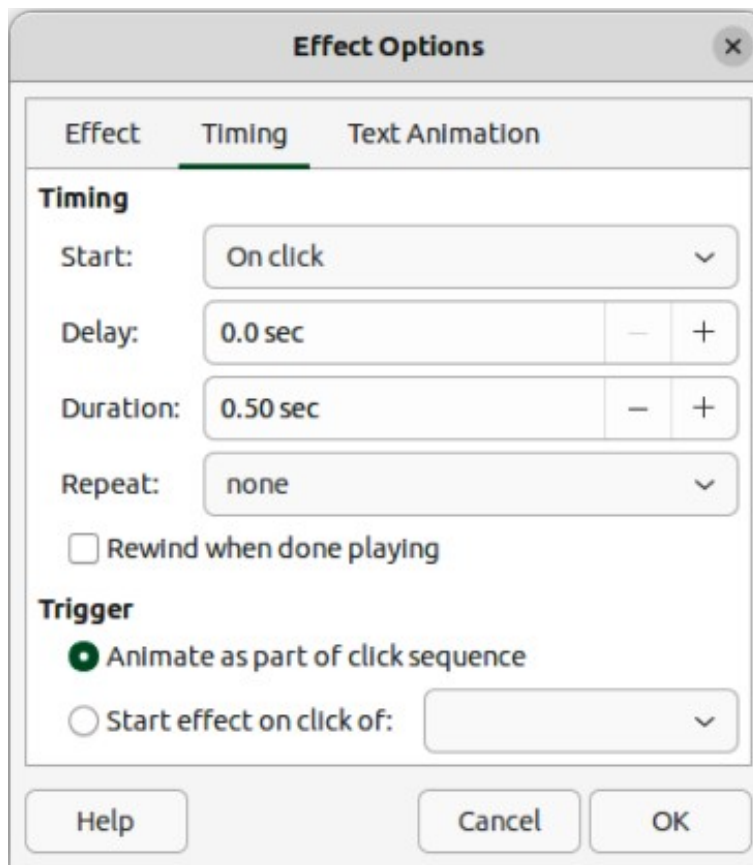 Effect Options
Effect Timing Text Animation
Timing
Start: On click
Delay: 0.0 sec
Duration: 0.50 sec
Repeat: none
Rewind when done playing
Trigger
Animate as part of click sequence
Start effect on click of:
Help Cancel OK